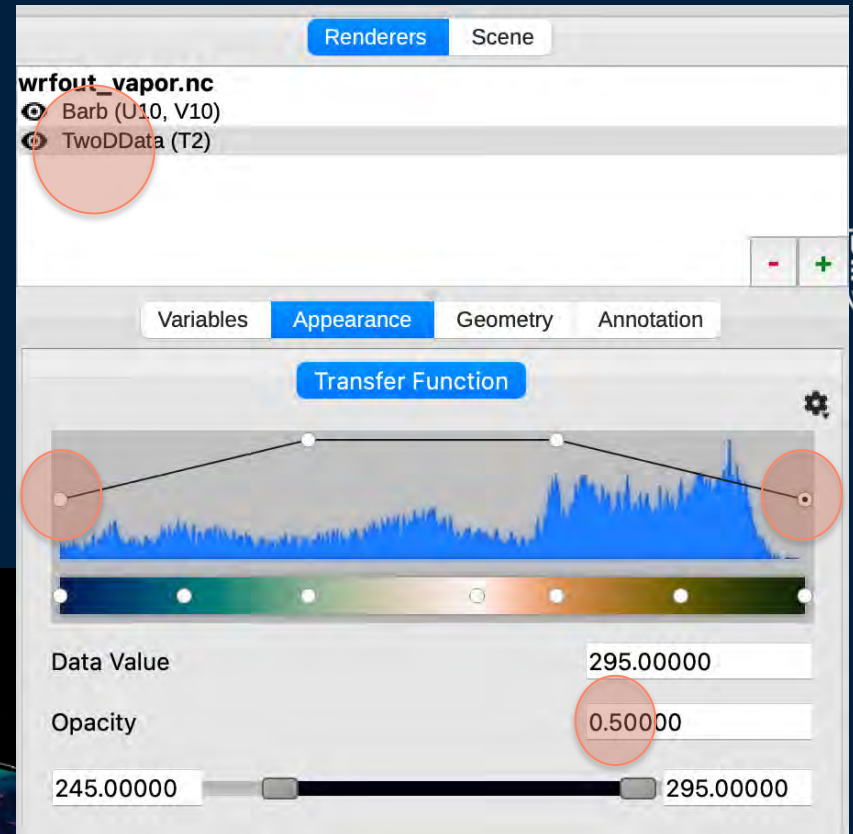 Renderers Scene
wrfout_vapor.nc
Barb (U10, V10)
TwoDData (T2)
- +
Variables Appearance Geometry Annotation
Transfer Function
Data Value 295.00000
Opacity 0.50000
245.00000 295.00000